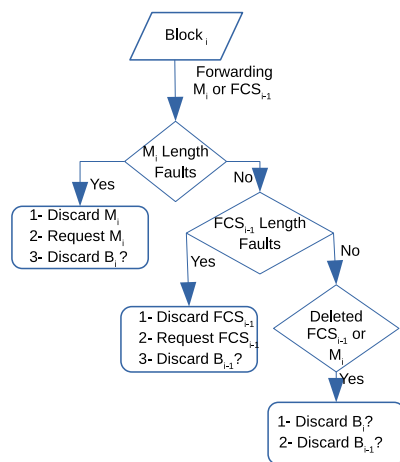 Block i
Forwarding
Mi or FCSi-1
Mi Length
Faults
Yes
No
1- Discard Mi
2- Request Mi
3- Discard Bi?
FCSi-1 Length
Faults
Yes
No
1- Discard FCSi-1
2- Request FCSi-1
3- Discard Bi-1?
Deleted
FCSi-1 or
Mi
Yes
1- Discard Bi?
2- Discard Bi-1?